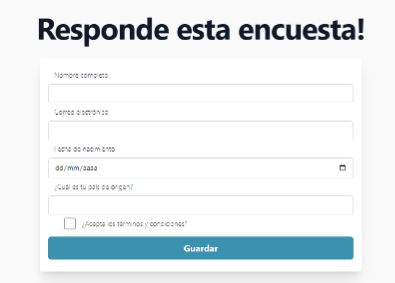 Responde esta encuesta!
Nombre completo
Correo electrónico
Fecha de nacimiento
dd/mm/aaaa
¿Cuál es tu país de origen?
¿Acepta los términos y condiciones?
Guardar